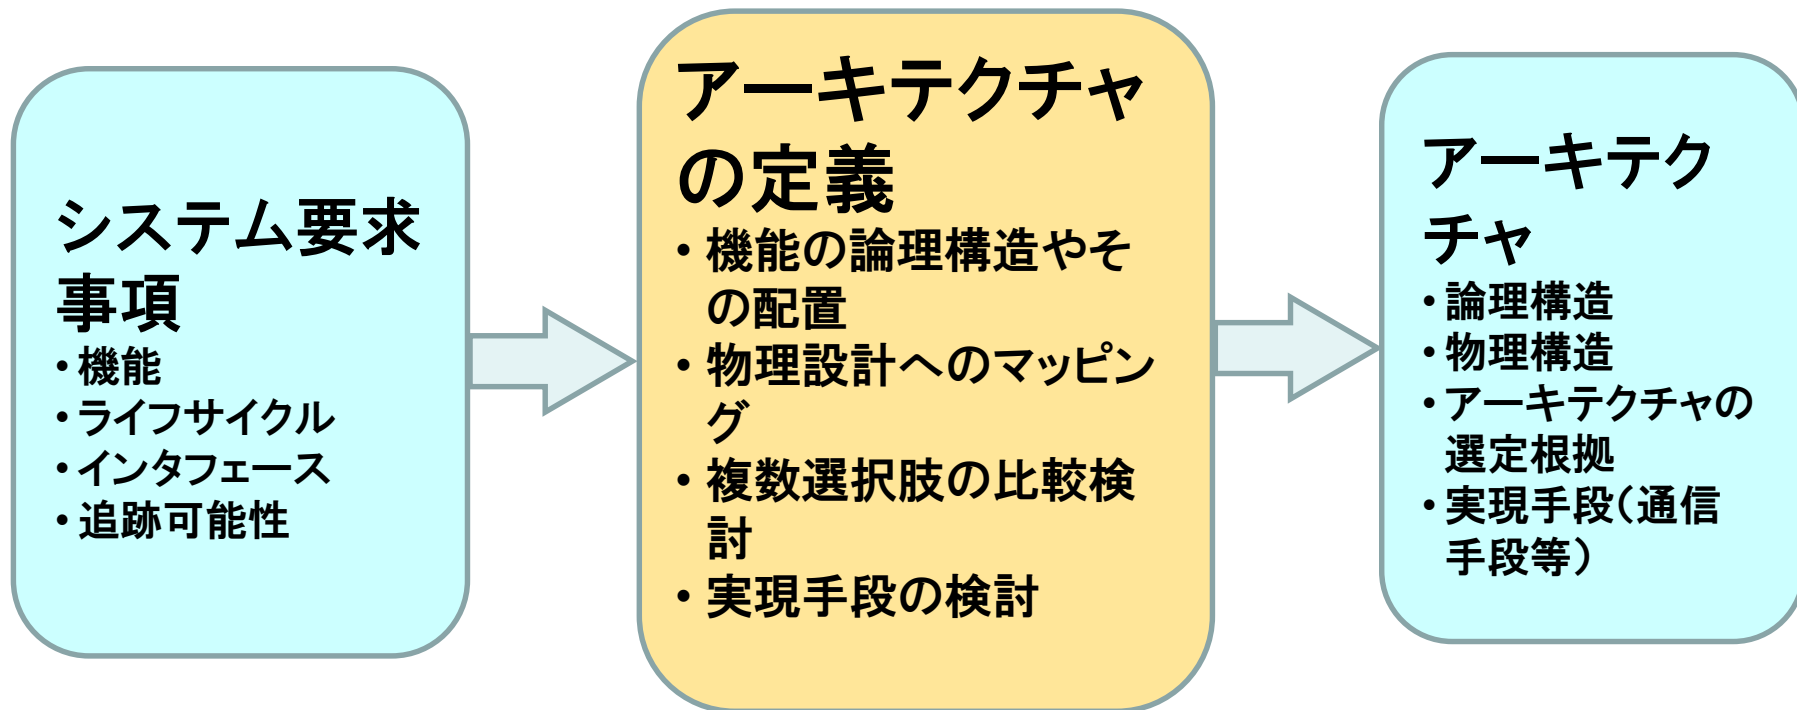 システム要求
事項
・機能
・ライフサイクル
・インタフェース
・追跡可能性
アーキテクチャ
の定義
・機能の論理構造やそ
の配置
・物理設計へのマッピン
グ
・複数選択肢の比較検
討
・実現手段の検討
アーキテク
チャ
・論理構造
・物理構造
・アーキテクチャの
選定根拠
・実現手段（通信
手段等）